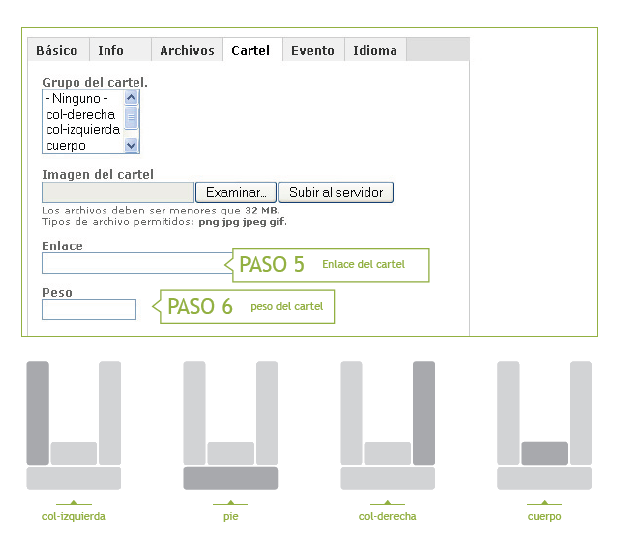 Básico Info Archivos Cartel Evento Idioma
Grupo del cartel.
- Ninguno -
col-derecha
col-izquierda
cuerpo
Imagen del cartel
Examinar... Subir al servidor
Los archivos deben ser menores que 32 MB.
Tipos de archivo permitidos: png jpg jpeg gif.
Enlace
PASO 5 Enlace del cartel
Peso
PASO 6 peso del cartel
col-izquierda pie col-derecha cuerpo